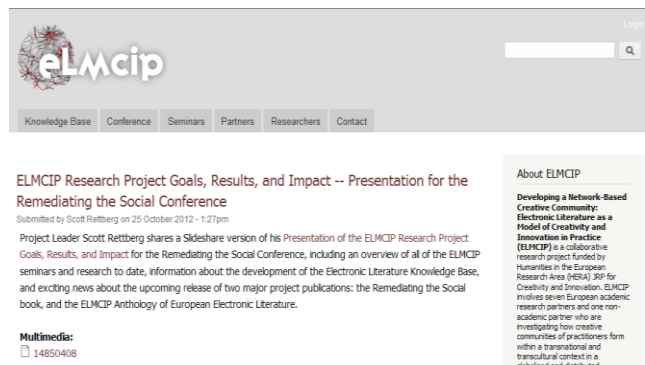 Login
eLMcip
Knowledge Base Conference Seminars Partners Researchers Contact
ELMCIP Research Project Goals, Results, and Impact -- Presentation for the
Remediating the Social Conference
Submitted by Scott Rettberg on 25 October 2012 - 1:27pm
Project Leader Scott Rettberg shares a Slideshare version of his Presentation of the ELMCIP Research Project
Goals, Results, and Impact for the Remediating the Social Conference, including an overview of all of the ELMCIP
seminars and research to date, information about the development of the Electronic Literature Knowledge Base,
and exciting news about the upcoming release of two major project publications: the Remediating the Social
book, and the ELMCIP Anthology of European Electronic Literature.
Multimedia:
14850408
About ELMCIP
Developing a Network-Based
Creative Community:
Electronic Literature as a
Model of Creativity and
Innovation in Practice
(ELMCIP) is a collaborative
research project funded by
Humanities in the European
Research Area (HERA) JRP for
Creativity and Innovation. ELMCIP
involves seven European academic
research partners and one non-
academic partner who are
investigating how creative
communities of practitioners form
within a transnational and
transcultural context in a